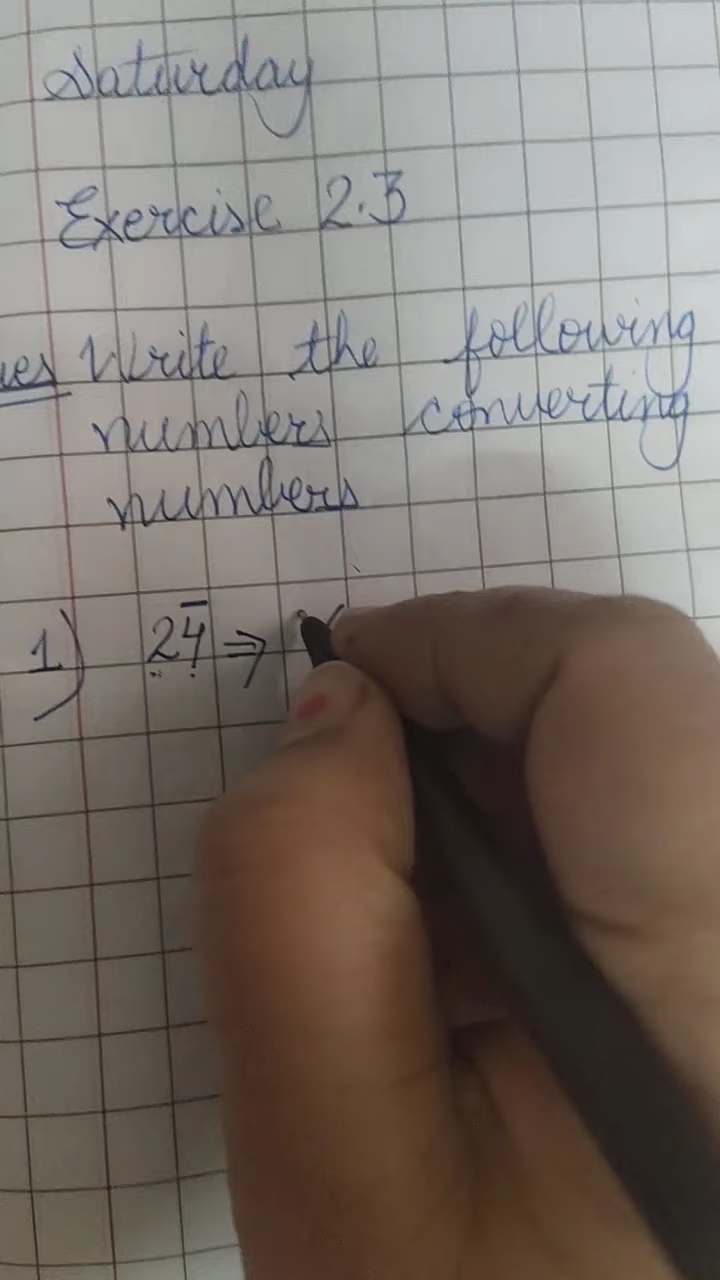 Saturday
Exercise 2.3
Write the following
numbers converting
numbers
1) 24̅ ⇒